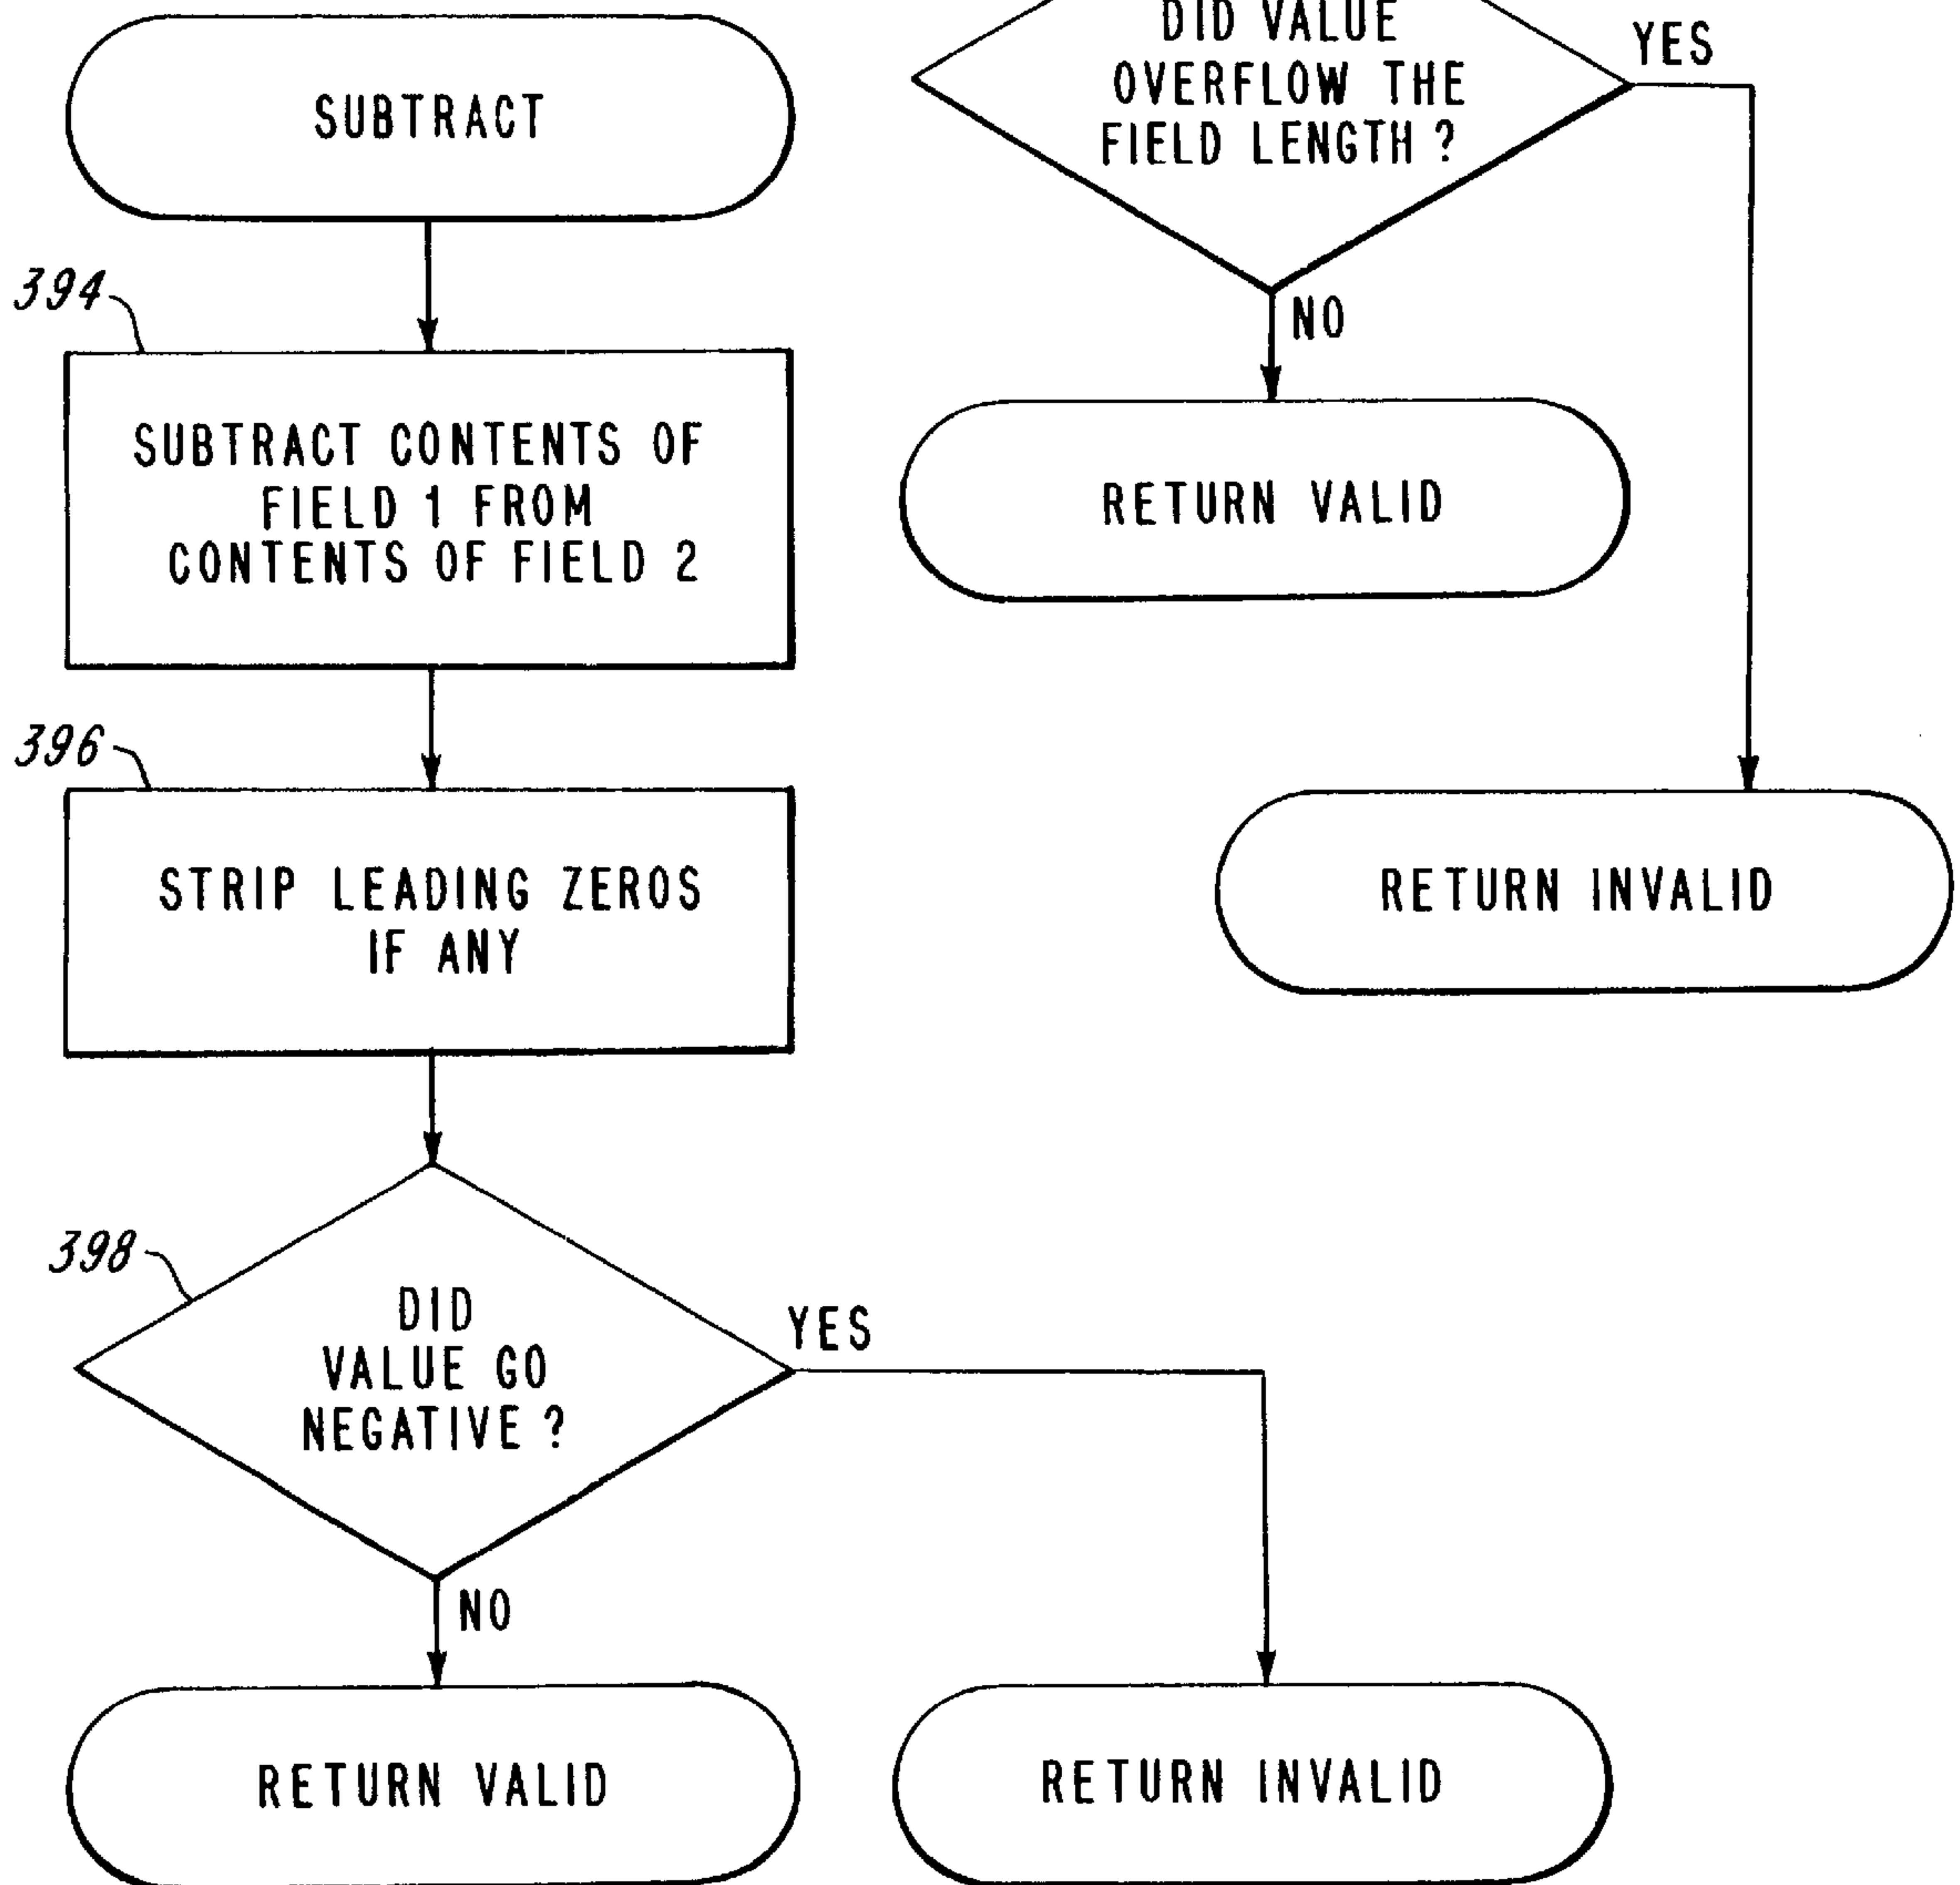 SUBTRACT
394
SUBTRACT CONTENTS OF
FIELD 1 FROM
CONTENTS OF FIELD 2
396
STRIP LEADING ZEROS
IF ANY
398
DID
VALUE GO
NEGATIVE ?
YES
NO
RETURN VALID
RETURN INVALID
DID VALUE
OVERFLOW THE
FIELD LENGTH ?
YES
NO
RETURN VALID
RETURN INVALID